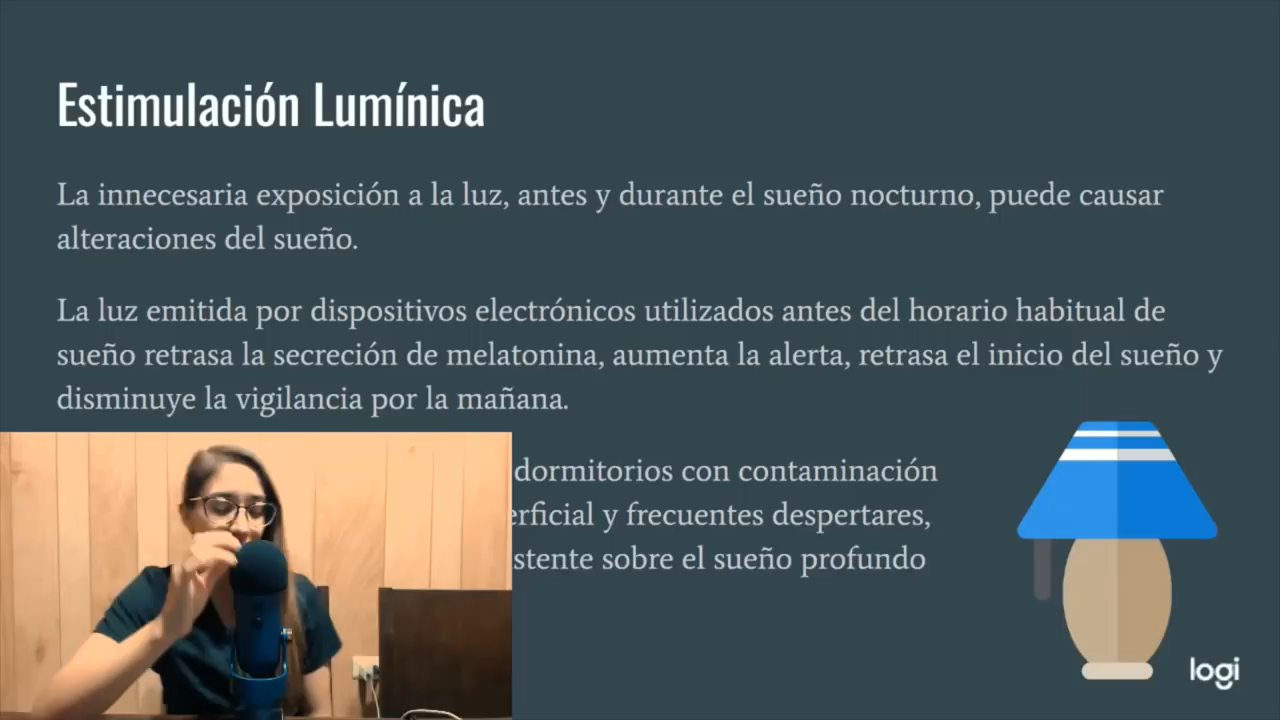 Estimulación Lumínica
La innecesaria exposición a la luz, antes y durante el sueño nocturno, puede causar
alteraciones del sueño.
La luz emitida por dispositivos electrónicos utilizados antes del horario habitual de
sueño retrasa la secreción de melatonina, aumenta la alerta, retrasa el inicio del sueño y
disminuye la vigilancia por la mañana.
dormitorios con contaminación
erficial y frecuentes despertares,
stente sobre el sueño profundo
logi